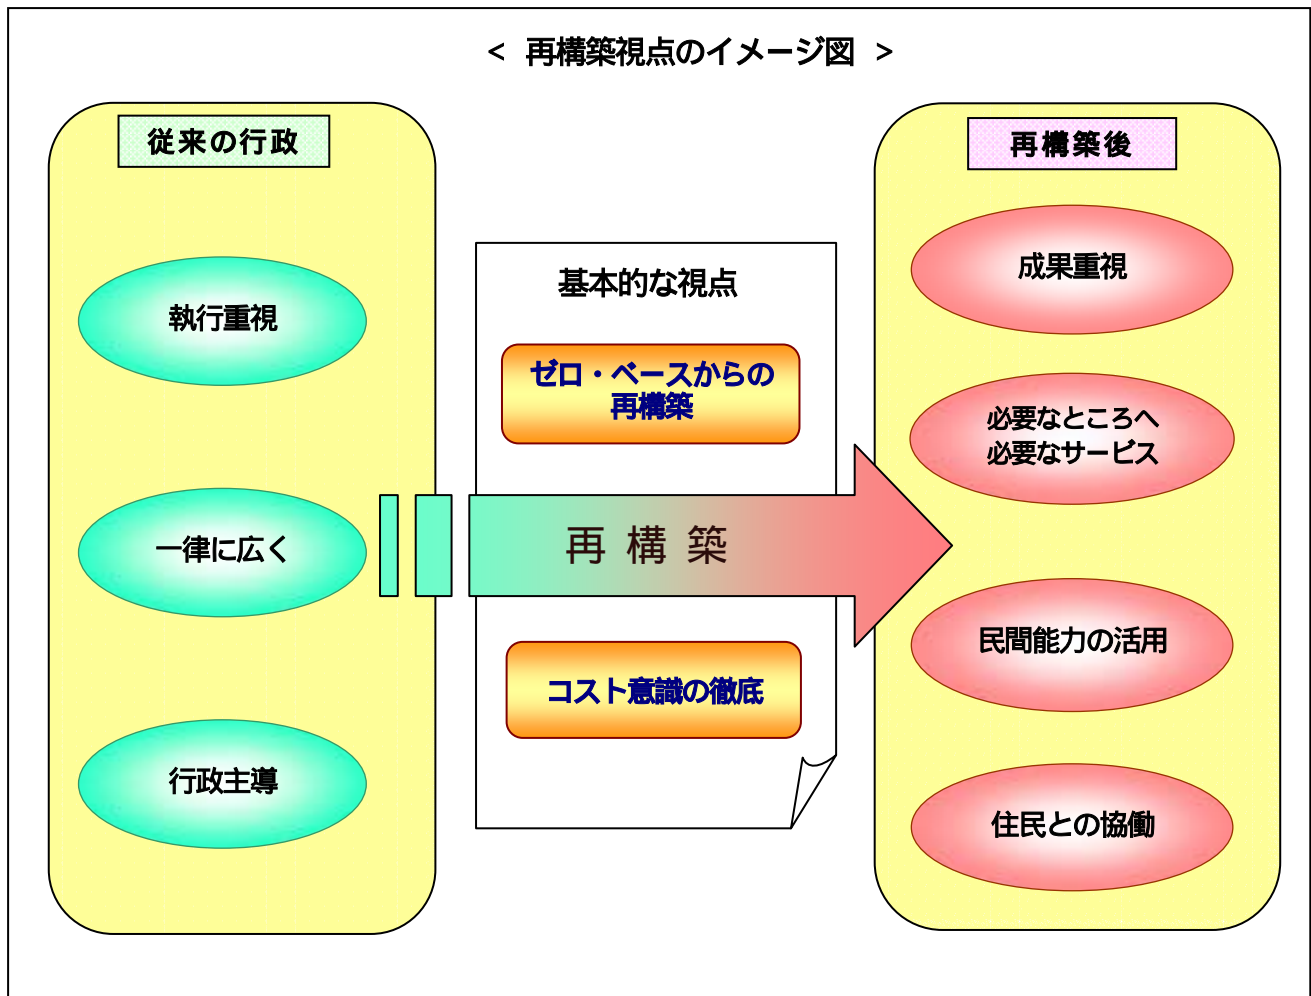 < 再構築視点のイメージ図 >
従来の行政
執行重視
一律に広く
行政主導
基本的な視点
ゼロ・ベースからの
再構築
再構築
コスト意識の徹底
再構築後
成果重視
必要なところへ
必要なサービス
民間能力の活用
住民との協働